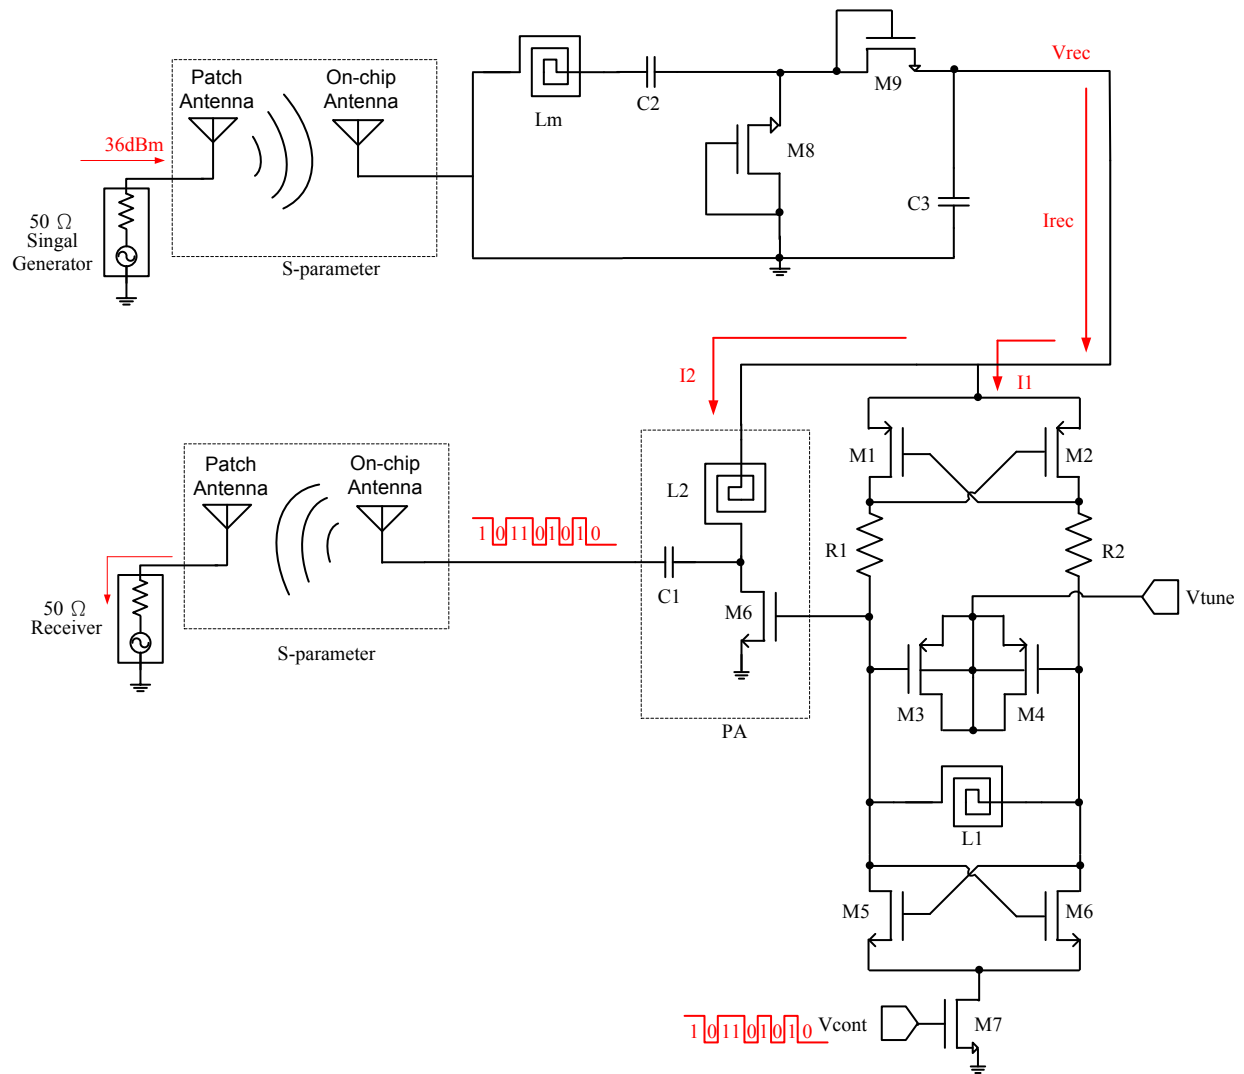 Patch
Antenna
On-chip
Antenna
36dBm
50 Ω
Singal
Generator
S-parameter
Lm
C2
M8
M9
C3
Vrec
Irec
I2
I1
Patch
Antenna
On-chip
Antenna
1 0 11 0 1 0 1 0
50 Ω
Receiver
S-parameter
L2
C1
M6
PA
M1
M2
R1
R2
Vtune
M3
M4
L1
M5
M6
1 0 11 0 1 0 1 0
Vcont
M7